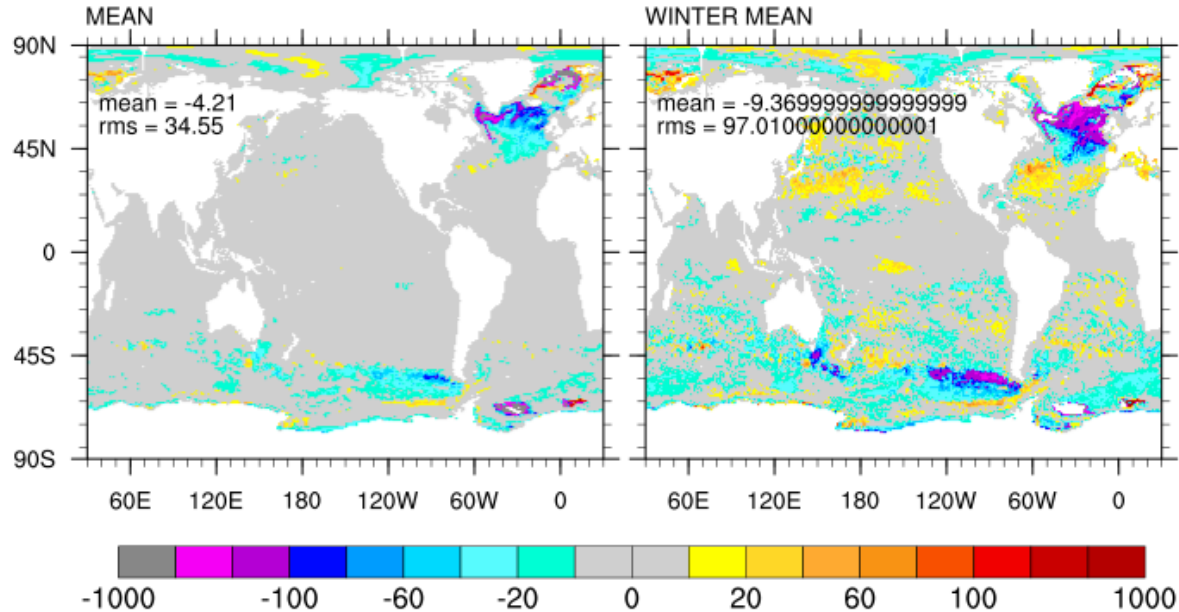 MEAN
WINTER MEAN
90N
mean = -4.21
rms = 34.55
mean = -9.3699999999999999
rms = 97.01000000000001
45N
0
45S
90S
60E 120E 180 120W 60W 0
60E 120E 180 120W 60W 0
-1000 -100 -60 -20 0 20 60 100 1000